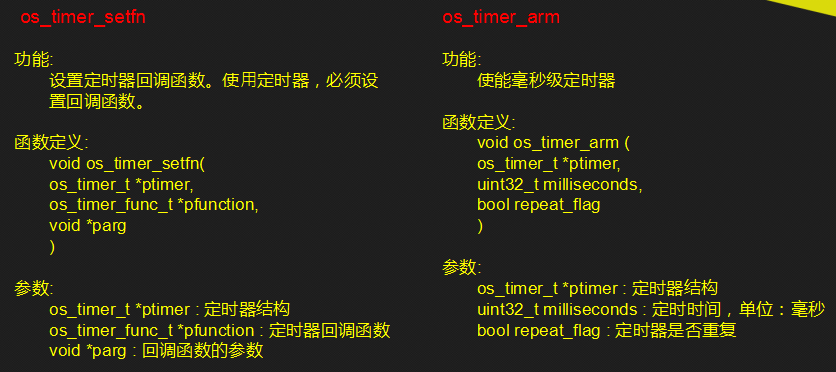 os_timer_setfn
功能:
设置定时器回调函数。使用定时器，必须设
置回调函数。
函数定义:
void os_timer_setfn(
os_timer_t *ptimer,
os_timer_func_t *pfunction,
void *parg
)
参数:
os_timer_t *ptimer : 定时器结构
os_timer_func_t *pfunction : 定时器回调函数
void *parg : 回调函数的参数
os_timer_arm
功能:
使能毫秒级定时器
函数定义:
void os_timer_arm (
os_timer_t *ptimer,
uint32_t milliseconds,
bool repeat_flag
)
参数:
os_timer_t *ptimer : 定时器结构
uint32_t milliseconds : 定时时间，单位：毫秒
bool repeat_flag : 定时器是否重复